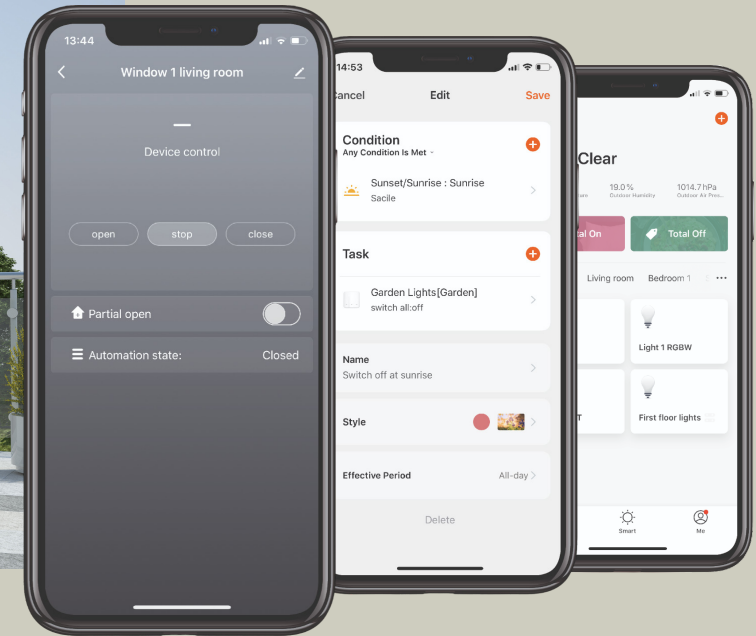 13:44
Window 1 living room
Device control
open
stop
close
Partial open
Automation state:
Closed
14:53
ancel
Edit
Save
Condition
Any Condition Is Met
Sunset/Sunrise : Sunrise
Sacile
Task
Garden Lights[Garden]
switch all:off
Name
Switch off at sunrise
Style
Effective Period
All-day
Delete
Clear
19.0%
1014.7 hPa
Outdoor Humidity
Outdoor Air Pres...
tal On
Total Off
Living room
Bedroom 1
Light 1 RGBW
T
First floor lights
Smart
Me